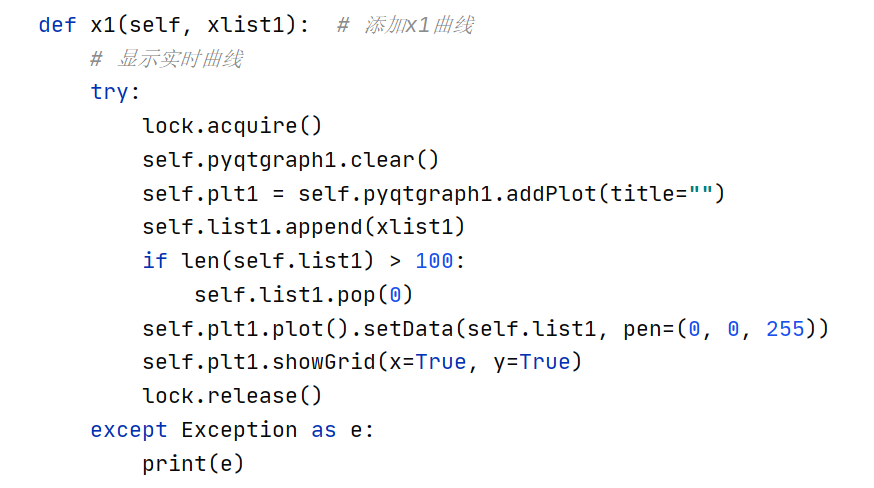 def x1(self, xlist1):  # 添加x1曲线
    # 显示实时曲线
    try:
        lock.acquire()
        self.pyqtgraph1.clear()
        self.plt1 = self.pyqtgraph1.addPlot(title="")
        self.list1.append(xlist1)
        if len(self.list1) > 100:
            self.list1.pop(0)
        self.plt1.plot().setData(self.list1, pen=(0, 0, 255))
        self.plt1.showGrid(x=True, y=True)
        lock.release()
    except Exception as e:
        print(e)